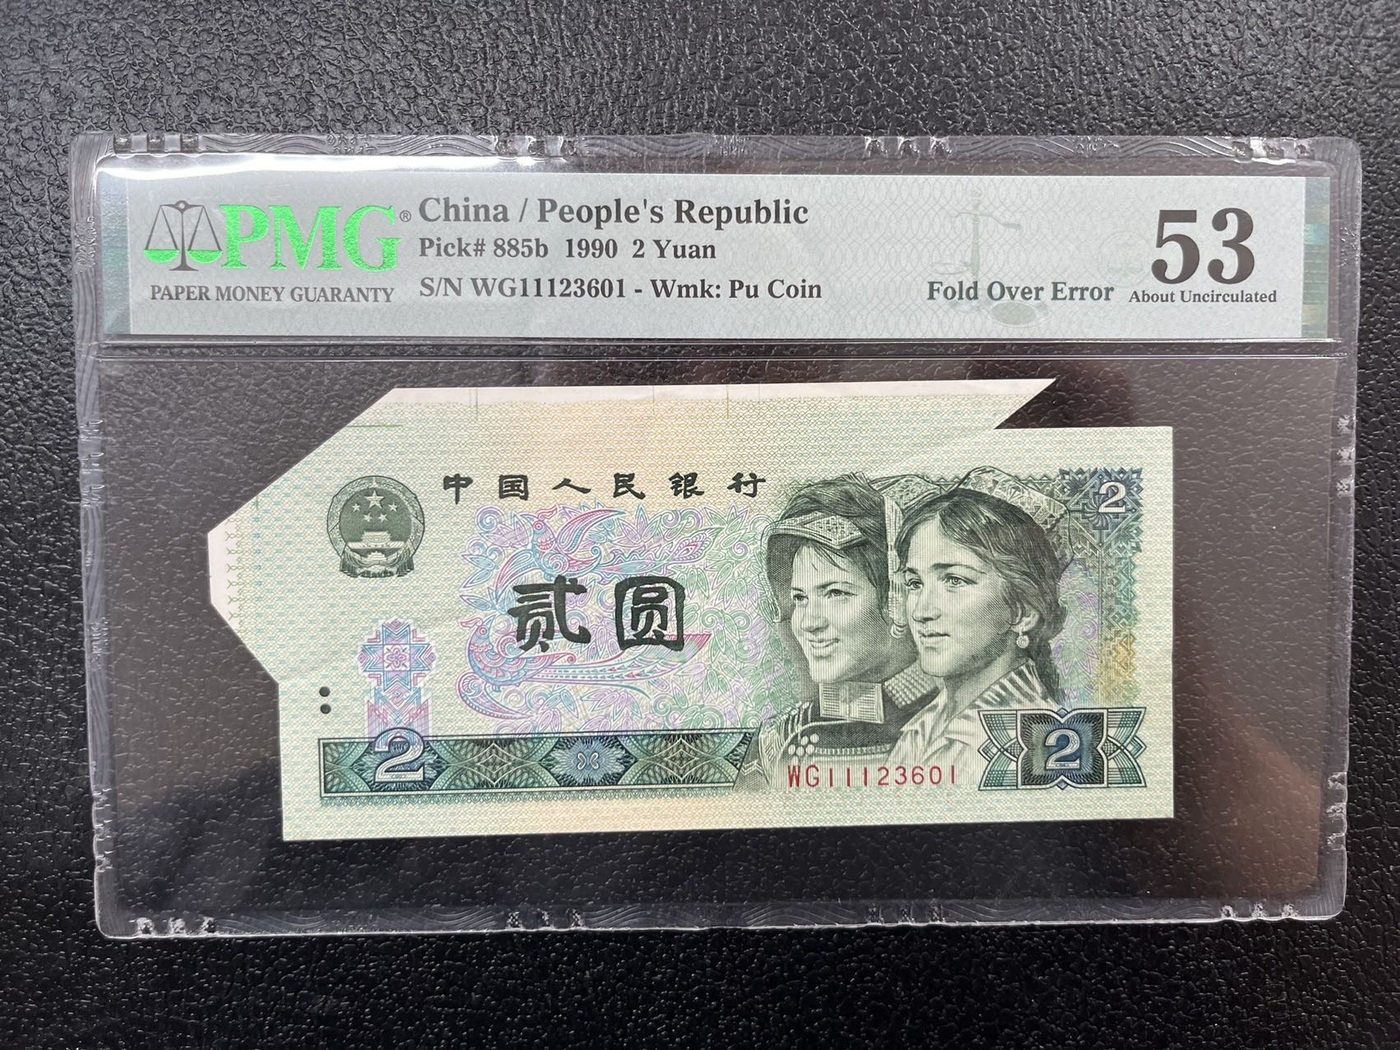 PMG®
PAPER MONEY GUARANTY
China / People's Republic
Pick# 885b 1990 2 Yuan
S/N WG11123601 - Wmk: Pu Coin
Fold Over Error
53
About Uncirculated
中国人民银行
2
贰圆
2
WG11123601
2